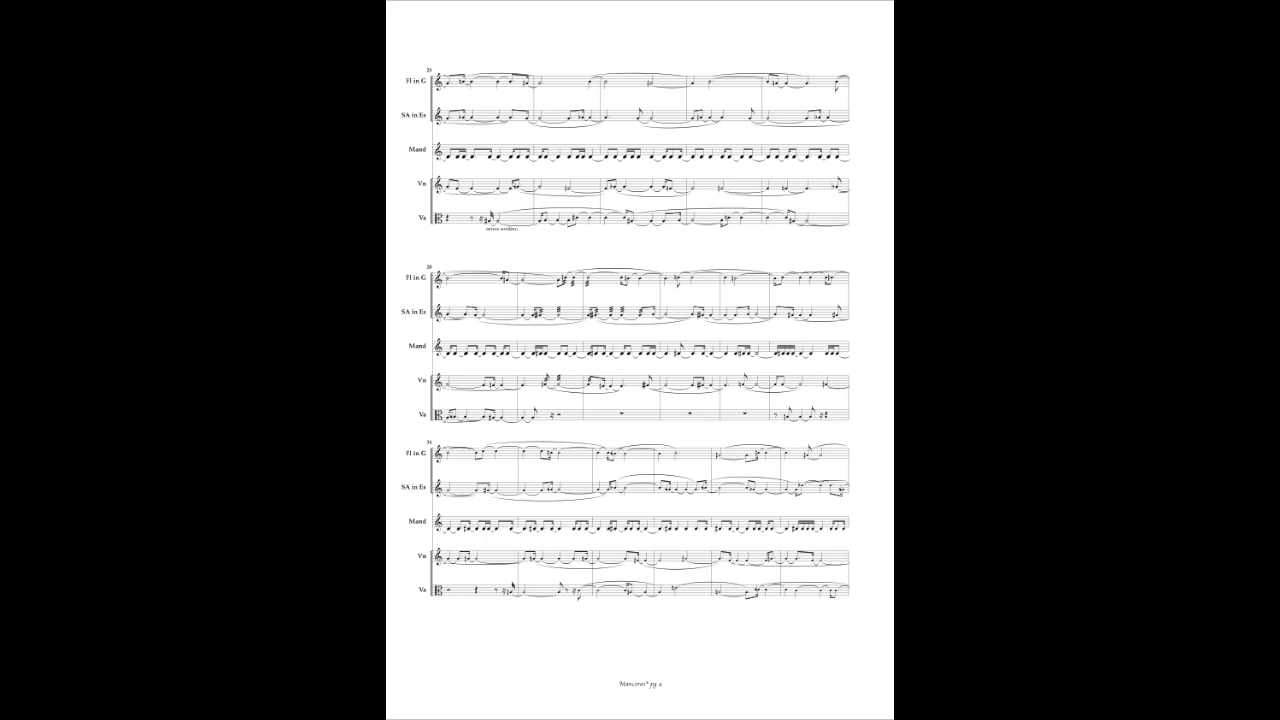 23
Fl in G
SA in Es
Mand
Vn
Va
senza sordino
28
Fl in G
SA in Es
Mand
Vn
Va
34
Fl in G
SA in Es
Mand
Vn
Va
pg 4